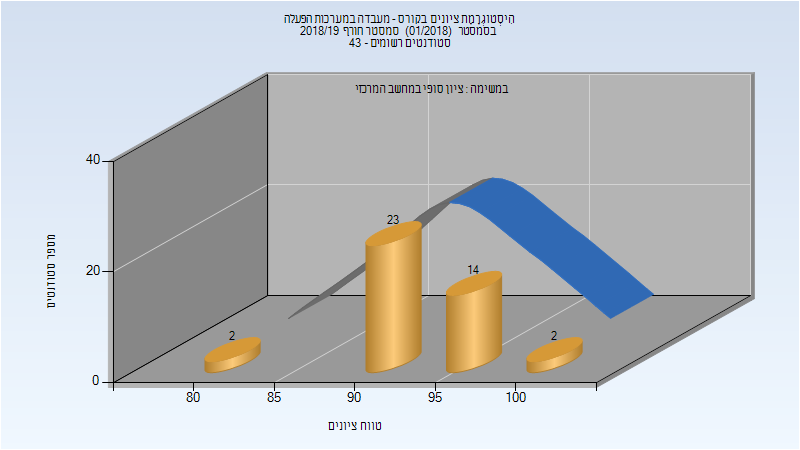 היסטוגרמת ציונים בקורס - מעבדה במערכות הפעלה
בסמסטר (01/2018) סמסטר חורף 2018/19
סטודנטים רשומים - 43
במשימה : ציון סופי במחשב המרכזי
40
20
0
מספר סטודנטים
2
23
14
2
80
85
90
95
100
טווח ציונים